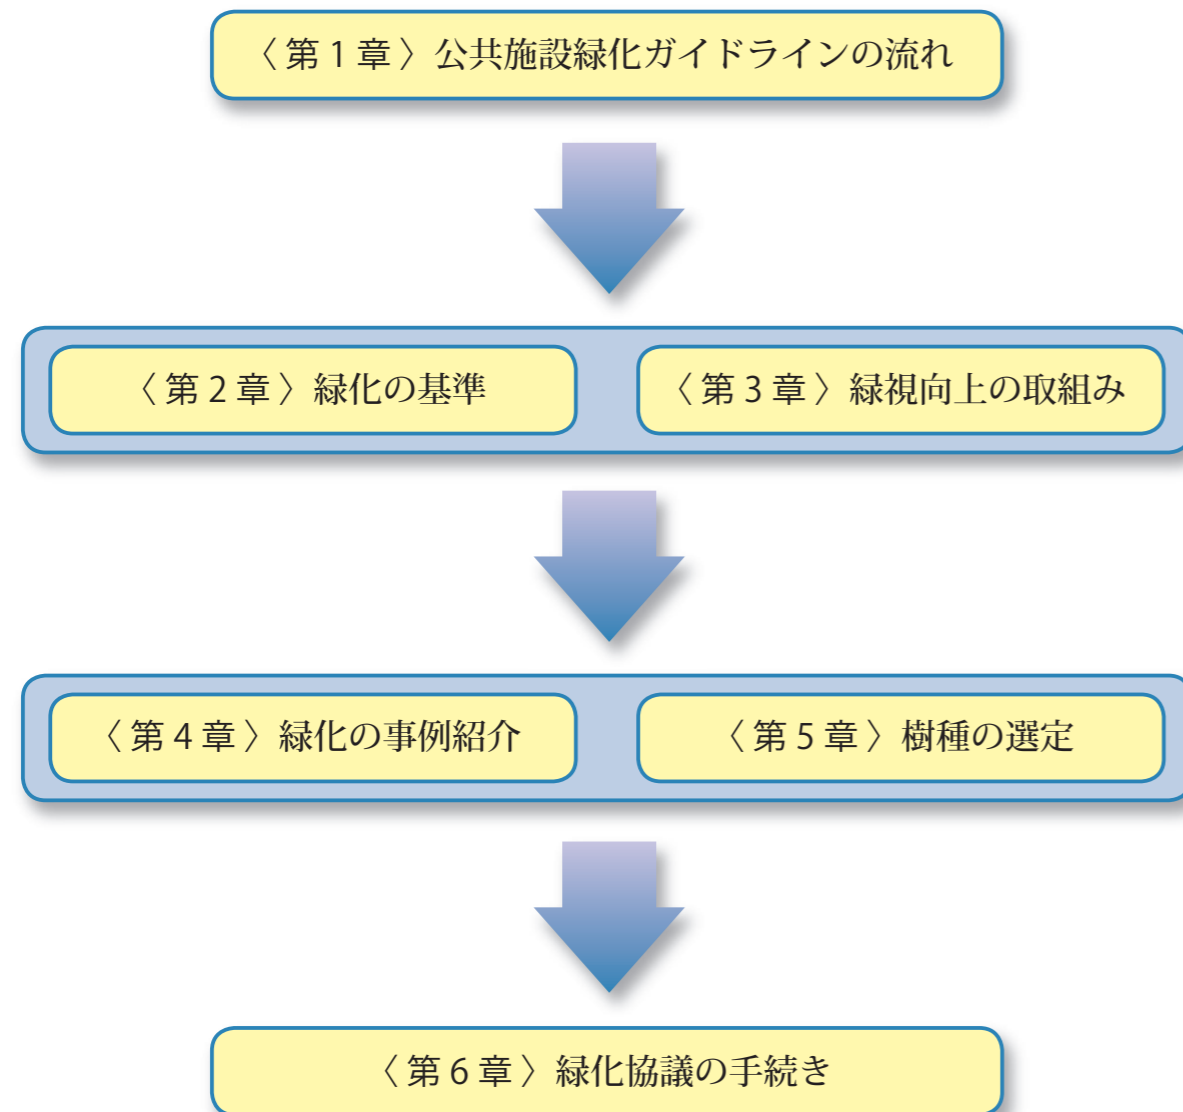 〈 第 1 章 〉公共施設緑化ガイドラインの流れ
〈 第 2 章 〉緑化の基準
〈 第 3 章 〉緑視向上の取組み
〈 第 4 章 〉緑化の事例紹介
〈 第 5 章 〉樹種の選定
〈 第 6 章 〉緑化協議の手続き